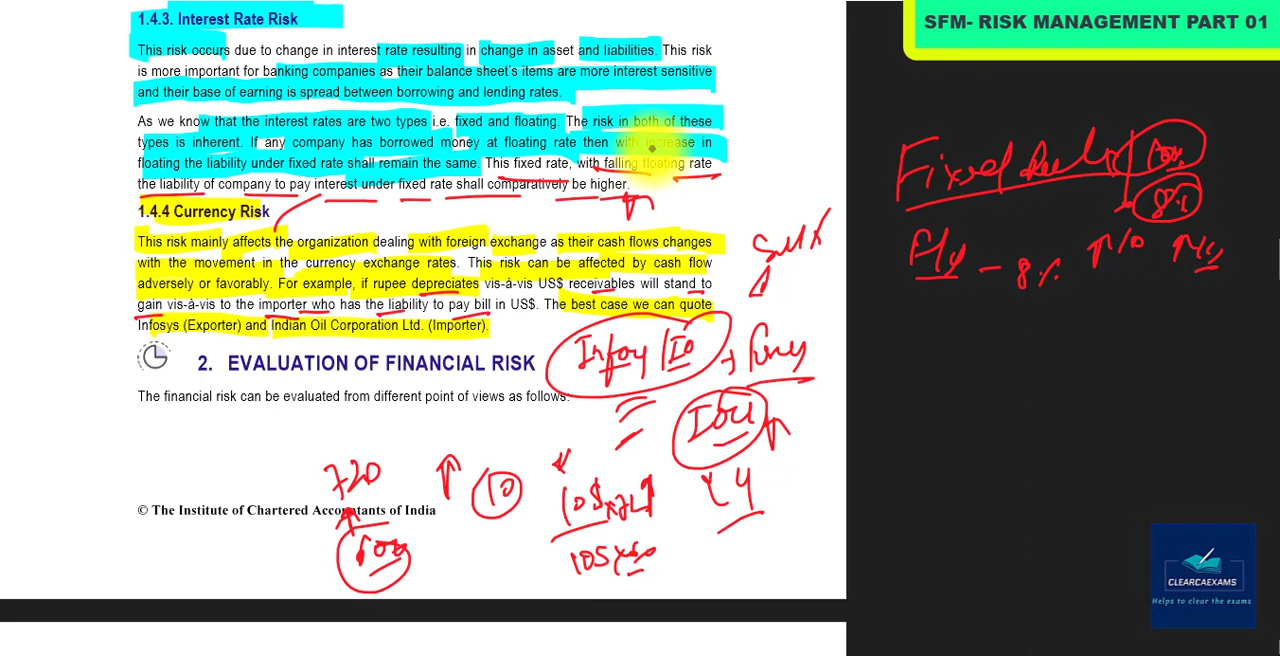 SFM- RISK MANAGEMENT PART 01
1.4.3. Interest Rate Risk
This risk occurs due to change in interest rate resulting in change in asset and liabilities. This risk
is more important for banking companies as their balance sheet's items are more interest sensitive
and their base of earning is spread between borrowing and lending rates.
As we know that the interest rates are two types i.e. fixed and floating. The risk in both of these
types is inherent. If any company has borrowed money at floating rate then with increase in
floating the liability under fixed rate shall remain the same. This fixed rate, with falling floating rate
the liability of company to pay interest under fixed rate shall comparatively be higher.
1.4.4 Currency Risk
This risk mainly affects the organization dealing with foreign exchange as their cash flows changes
with the movement in the currency exchange rates. This risk can be affected by cash flow
adversely or favorably. For example, if rupee depreciates vis-à-vis US$ receivables will stand to
gain vis-à-vis to the importer who has the liability to pay bill in US$. The best case we can quote
Infosys (Exporter) and Indian Oil Corporation Ltd. (Importer).
2. EVALUATION OF FINANCIAL RISK
The financial risk can be evaluated from different point of views as follows:
720
10
© The Institute of Chartered Accountants of India
Fixed
10%
8%
- 8%
CLEARCAEXAMS
Helps to clear the exams